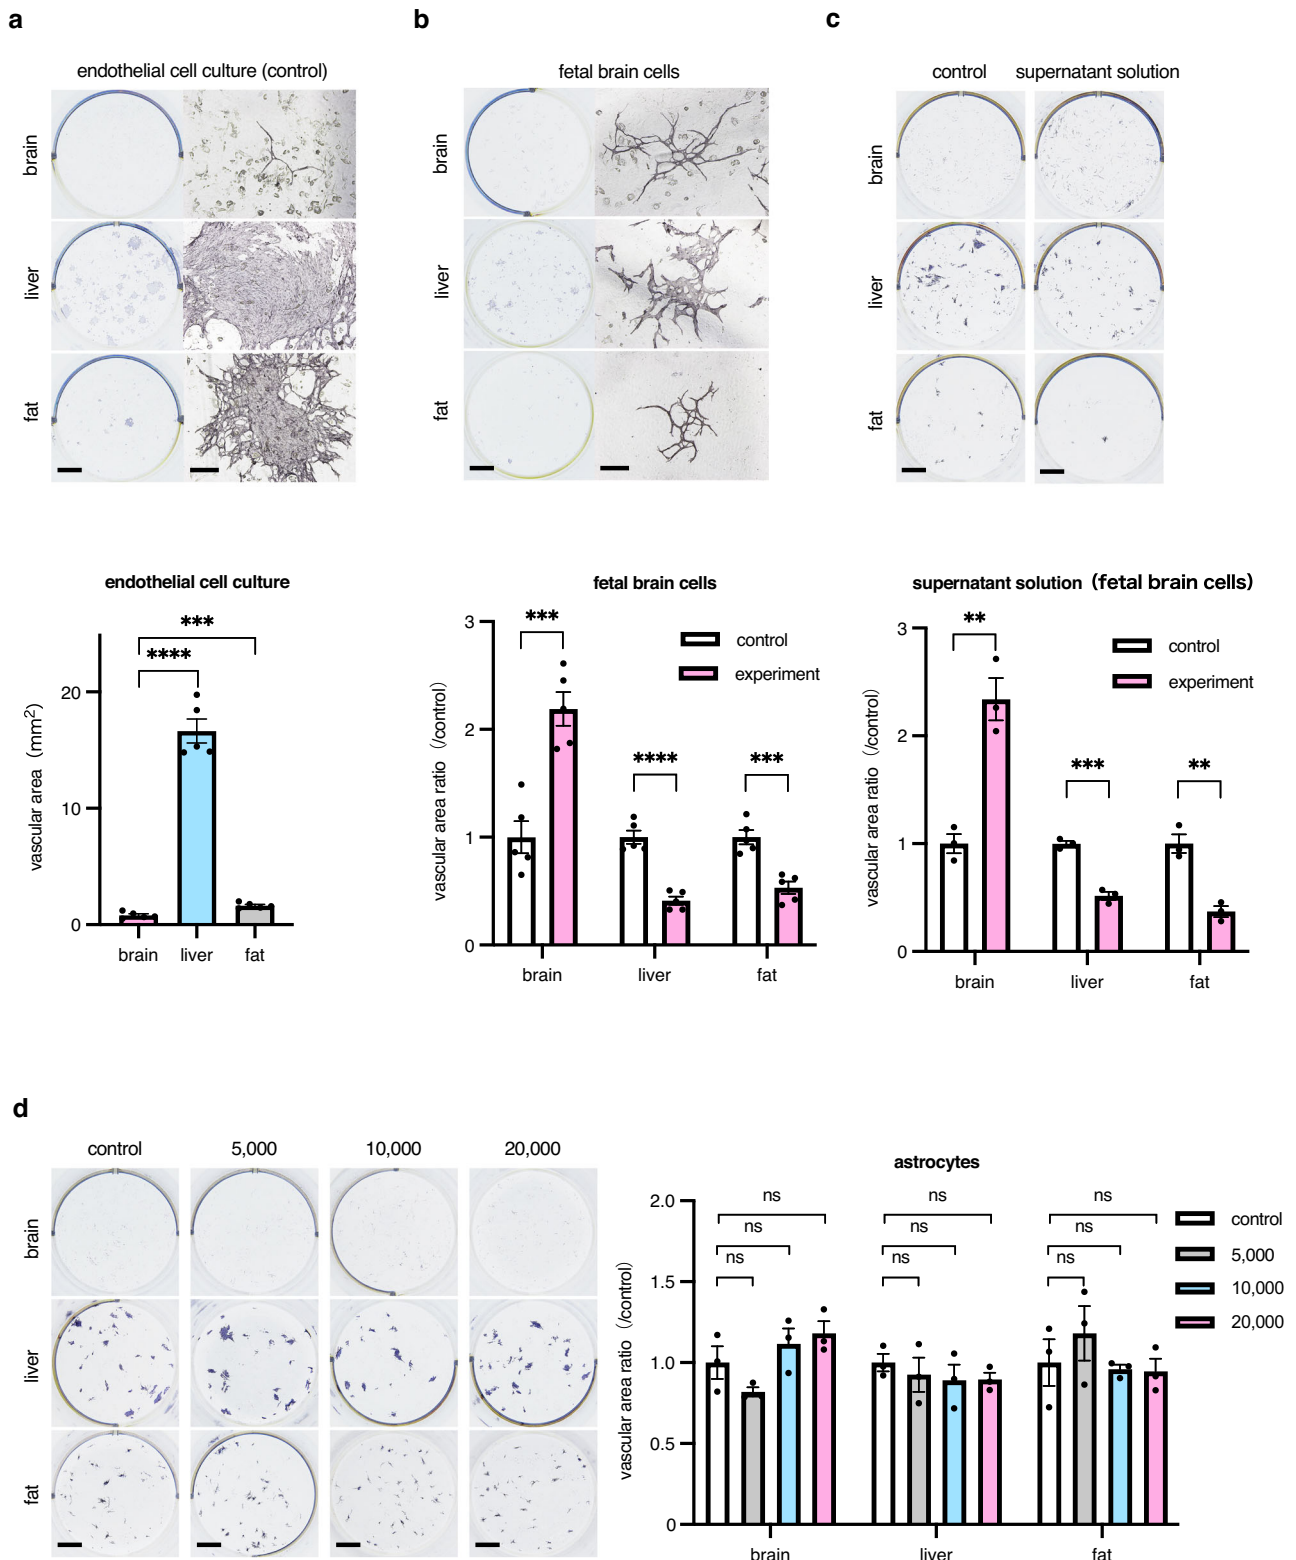 a
endothelial cell culture (control)
brain
liver
fat
endothelial cell culture
vascular area (mm²)
20
10
0
***
****
brain liver fat
b
fetal brain cells
brain
liver
fat
fetal brain cells
vascular area ratio (/control)
3
2
1
0
***
****
***
control
experiment
brain liver fat
c
control supernatant solution
brain
liver
fat
supernatant solution (fetal brain cells)
vascular area ratio (/control)
3
2
1
0
**
***
**
control
experiment
brain liver fat
d
control 5,000 10,000 20,000
brain
liver
fat
astrocytes
vascular area ratio (/control)
2.0
1.5
1.0
0.5
0
ns ns ns
ns ns ns
ns ns ns
control
5,000
10,000
20,000
brain liver fat